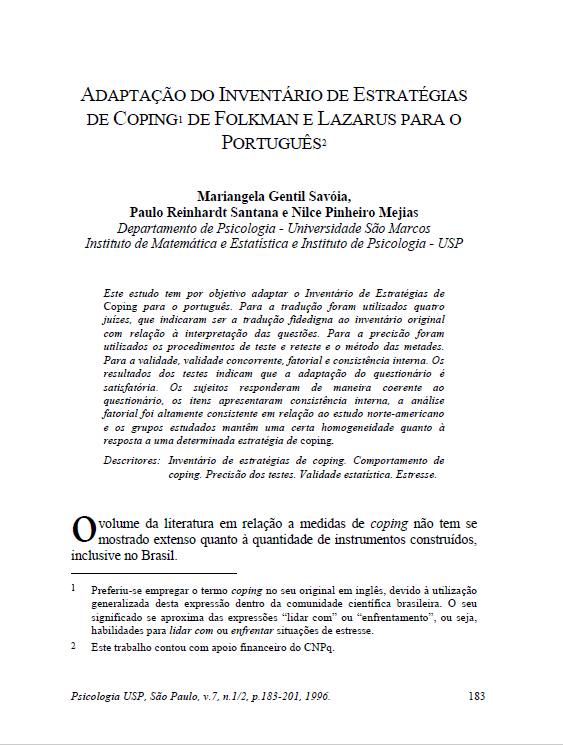 ADAPTAÇÃO DO INVENTÁRIO DE ESTRATÉGIAS
DE COPING1 DE FOLKMAN E LAZARUS PARA O
PORTUGUÊS2
Mariangela Gentil Savóia,
Paulo Reinhardt Santana e Nilce Pinheiro Mejias
Departamento de Psicologia - Universidade São Marcos
Instituto de Matemática e Estatística e Instituto de Psicologia - USP
Este estudo tem por objetivo adaptar o Inventário de Estratégias de
Coping para o português. Para a tradução foram utilizados quatro
juízes, que indicaram ser a tradução fidedigna ao inventário original
com relação à interpretação das questões. Para a precisão foram
utilizados os procedimentos de teste e reteste e o método das metades.
Para a validade, validade concorrente, fatorial e consistência interna. Os
resultados dos testes indicam que a adaptação do questionário é
satisfatória. Os sujeitos responderam de maneira coerente ao
questionário, os itens apresentaram consistência interna, a análise
fatorial foi altamente consistente em relação ao estudo norte-americano
e os grupos estudados mantêm uma certa homogeneidade quanto à
resposta a uma determinada estratégia de coping.
Descritores: Inventário de estratégias de coping. Comportamento de
coping. Precisão dos testes. Validade estatística. Estresse.
O volume da literatura em relação a medidas de coping não tem se
mostrado extenso quanto à quantidade de instrumentos construídos,
inclusive no Brasil.
1 Preferiu-se empregar o termo coping no seu original em inglês, devido à utilização
generalizada desta expressão dentro da comunidade científica brasileira. O seu
significado se aproxima das expressões “lidar com” ou “enfrentamento”, ou seja,
habilidades para lidar com ou enfrentar situações de estresse.
2 Este trabalho contou com apoio financeiro do CNPq.
Psicologia USP, São Paulo, v.7, n.1/2, p.183-201, 1996. 183